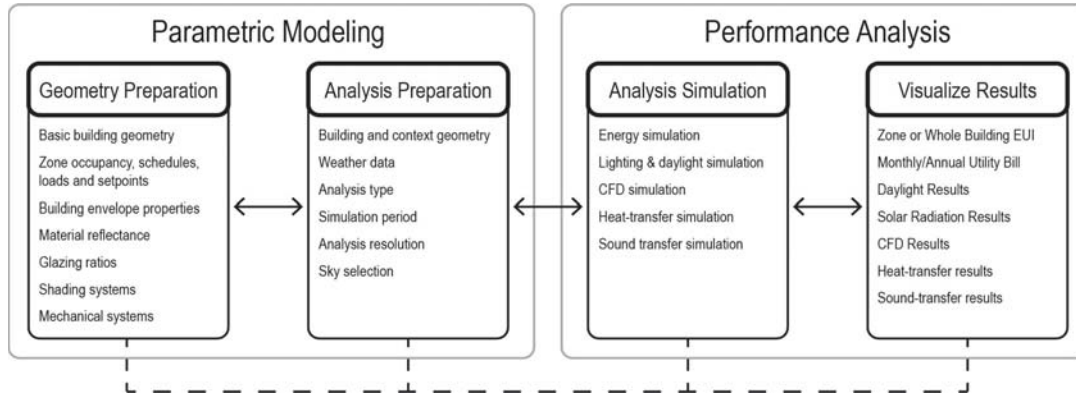 Parametric Modeling
Geometry Preparation
Basic building geometry
Zone occupancy, schedules,
loads and setpoints
Building envelope properties
Material reflectance
Glazing ratios
Shading systems
Mechanical systems
Analysis Preparation
Building and context geometry
Weather data
Analysis type
Simulation period
Analysis resolution
Sky selection
Performance Analysis
Analysis Simulation
Energy simulation
Lighting & daylight simulation
CFD simulation
Heat-transfer simulation
Sound transfer simulation
Visualize Results
Zone or Whole Building EUI
Monthly/Annual Utility Bill
Daylight Results
Solar Radiation Results
CFD Results
Heat-transfer results
Sound-transfer results